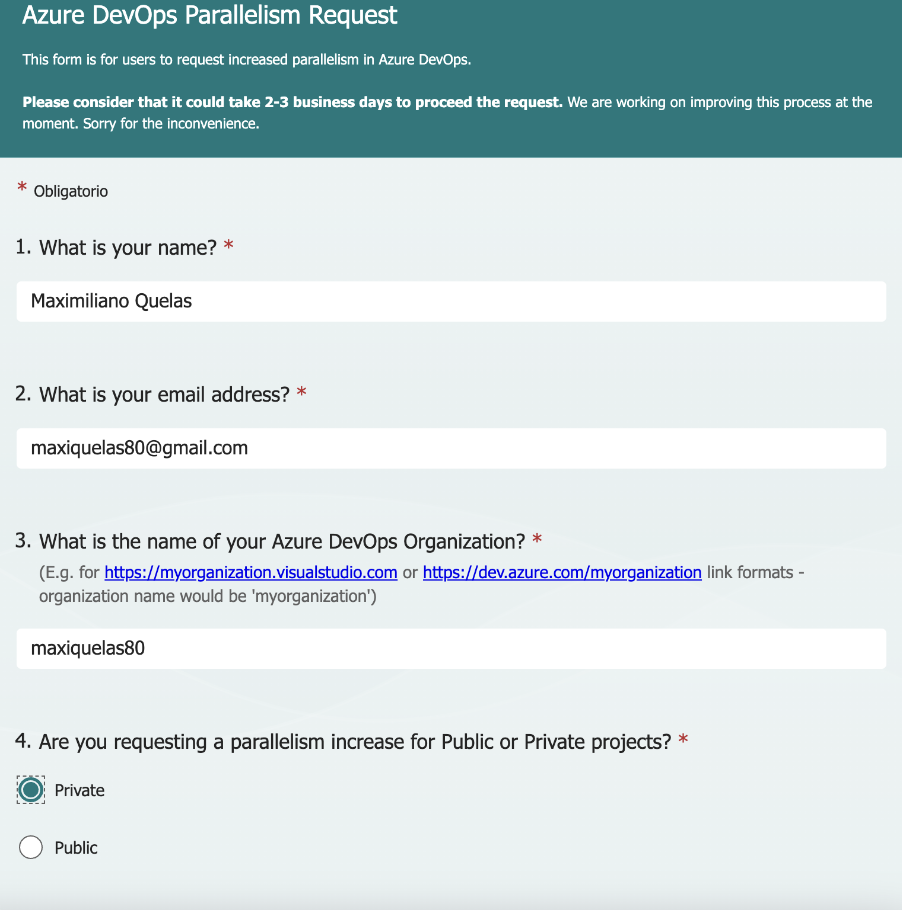 Azure DevOps Parallelism Request
This form is for users to request increased parallelism in Azure DevOps.
Please consider that it could take 2-3 business days to proceed the request. We are working on improving this process at the
moment. Sorry for the inconvenience.
* Obligatorio
1. What is your name? *
Maximiliano Quelas
2. What is your email address? *
maxiquelas80@gmail.com
3. What is the name of your Azure DevOps Organization? *
(E.g. for https://myorganization.visualstudio.com or https://dev.azure.com/myorganization link formats -
organization name would be 'myorganization')
maxiquelas80
4. Are you requesting a parallelism increase for Public or Private projects? *
Private
Public